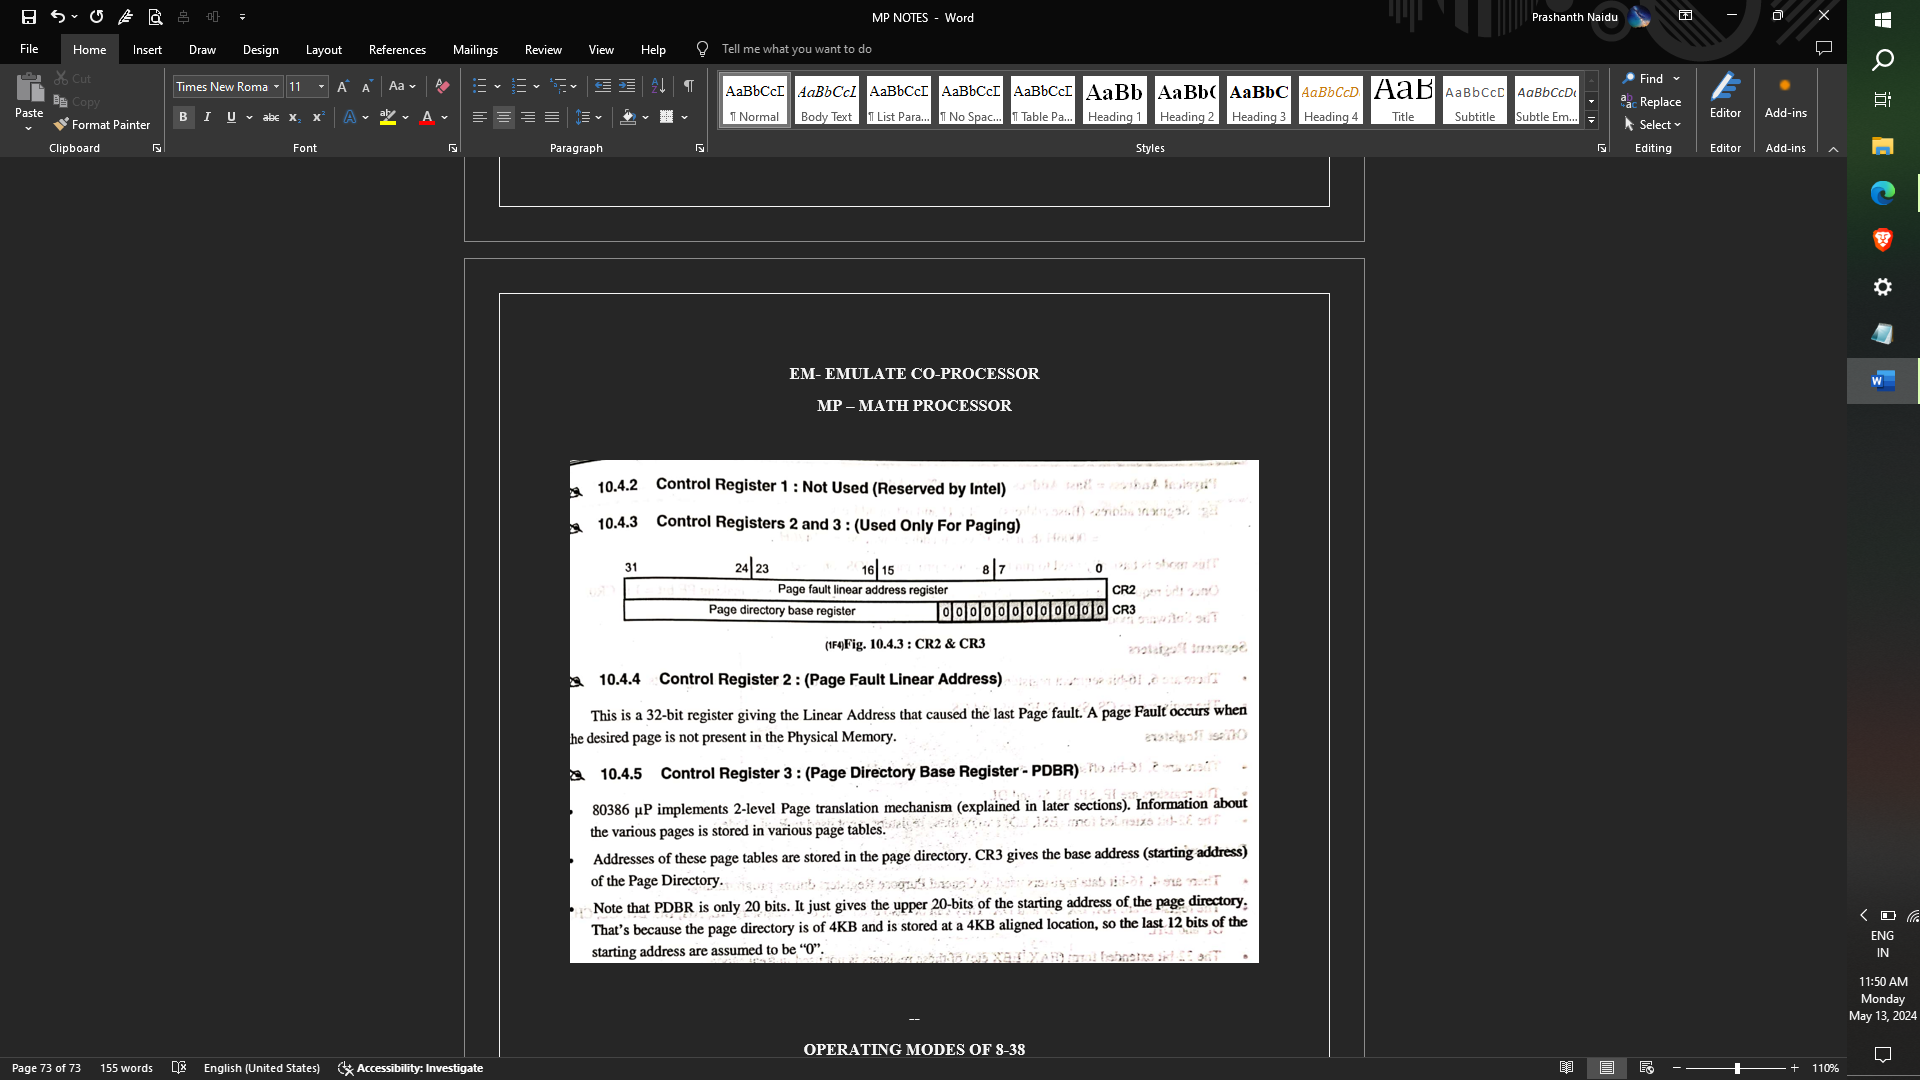 MP NOTES - Word
Prashanth Naidu
File Home Insert Draw Design Layout References Mailings Review View Help Tell me what you want to do
Paste
Cut
Copy
Format Painter
Clipboard
Times New Roma 11
Font
Paragraph
AaBbCcI AaBbCcI AaBbCcI AaBbCcI AaBbCcI AaBb AaBb( AaBbC AaBbCcD AaB AaBbCcD AaBbCcD
¶ Normal Body Text ¶ List Para... ¶ No Spac... ¶ Table Pa... Heading 1 Heading 2 Heading 3 Heading 4 Title Subtitle Subtle Em...
Styles
Find
Replace
Select
Editing
Editor
Editor
Add-ins
Add-ins
EM- EMULATE CO-PROCESSOR
MP – MATH PROCESSOR
10.4.2 Control Register 1 : Not Used (Reserved by Intel)
10.4.3 Control Registers 2 and 3 : (Used Only For Paging)
31 24 23 16 15 8 7 0
Page fault linear address register CR2
Page directory base register 0 0 0 0 0 0 0 0 0 0 0 0 CR3
(1F4)Fig. 10.4.3 : CR2 & CR3
10.4.4 Control Register 2 : (Page Fault Linear Address)
This is a 32-bit register giving the Linear Address that caused the last Page fault. A page Fault occurs when
he desired page is not present in the Physical Memory.
10.4.5 Control Register 3 : (Page Directory Base Register - PDBR)
80386 µP implements 2-level Page translation mechanism (explained in later sections). Information about
the various pages is stored in various page tables.
Addresses of these page tables are stored in the page directory. CR3 gives the base address (starting address)
of the Page Directory.
Note that PDBR is only 20 bits. It just gives the upper 20-bits of the starting address of the page directory.
That's because the page directory is of 4KB and is stored at a 4KB aligned location, so the last 12 bits of the
starting address are assumed to be "0".
--
OPERATING MODES OF 8-38
Page 73 of 73 155 words English (United States) Accessibility: Investigate 110%
ENG
IN
11:50 AM
Monday
May 13, 2024